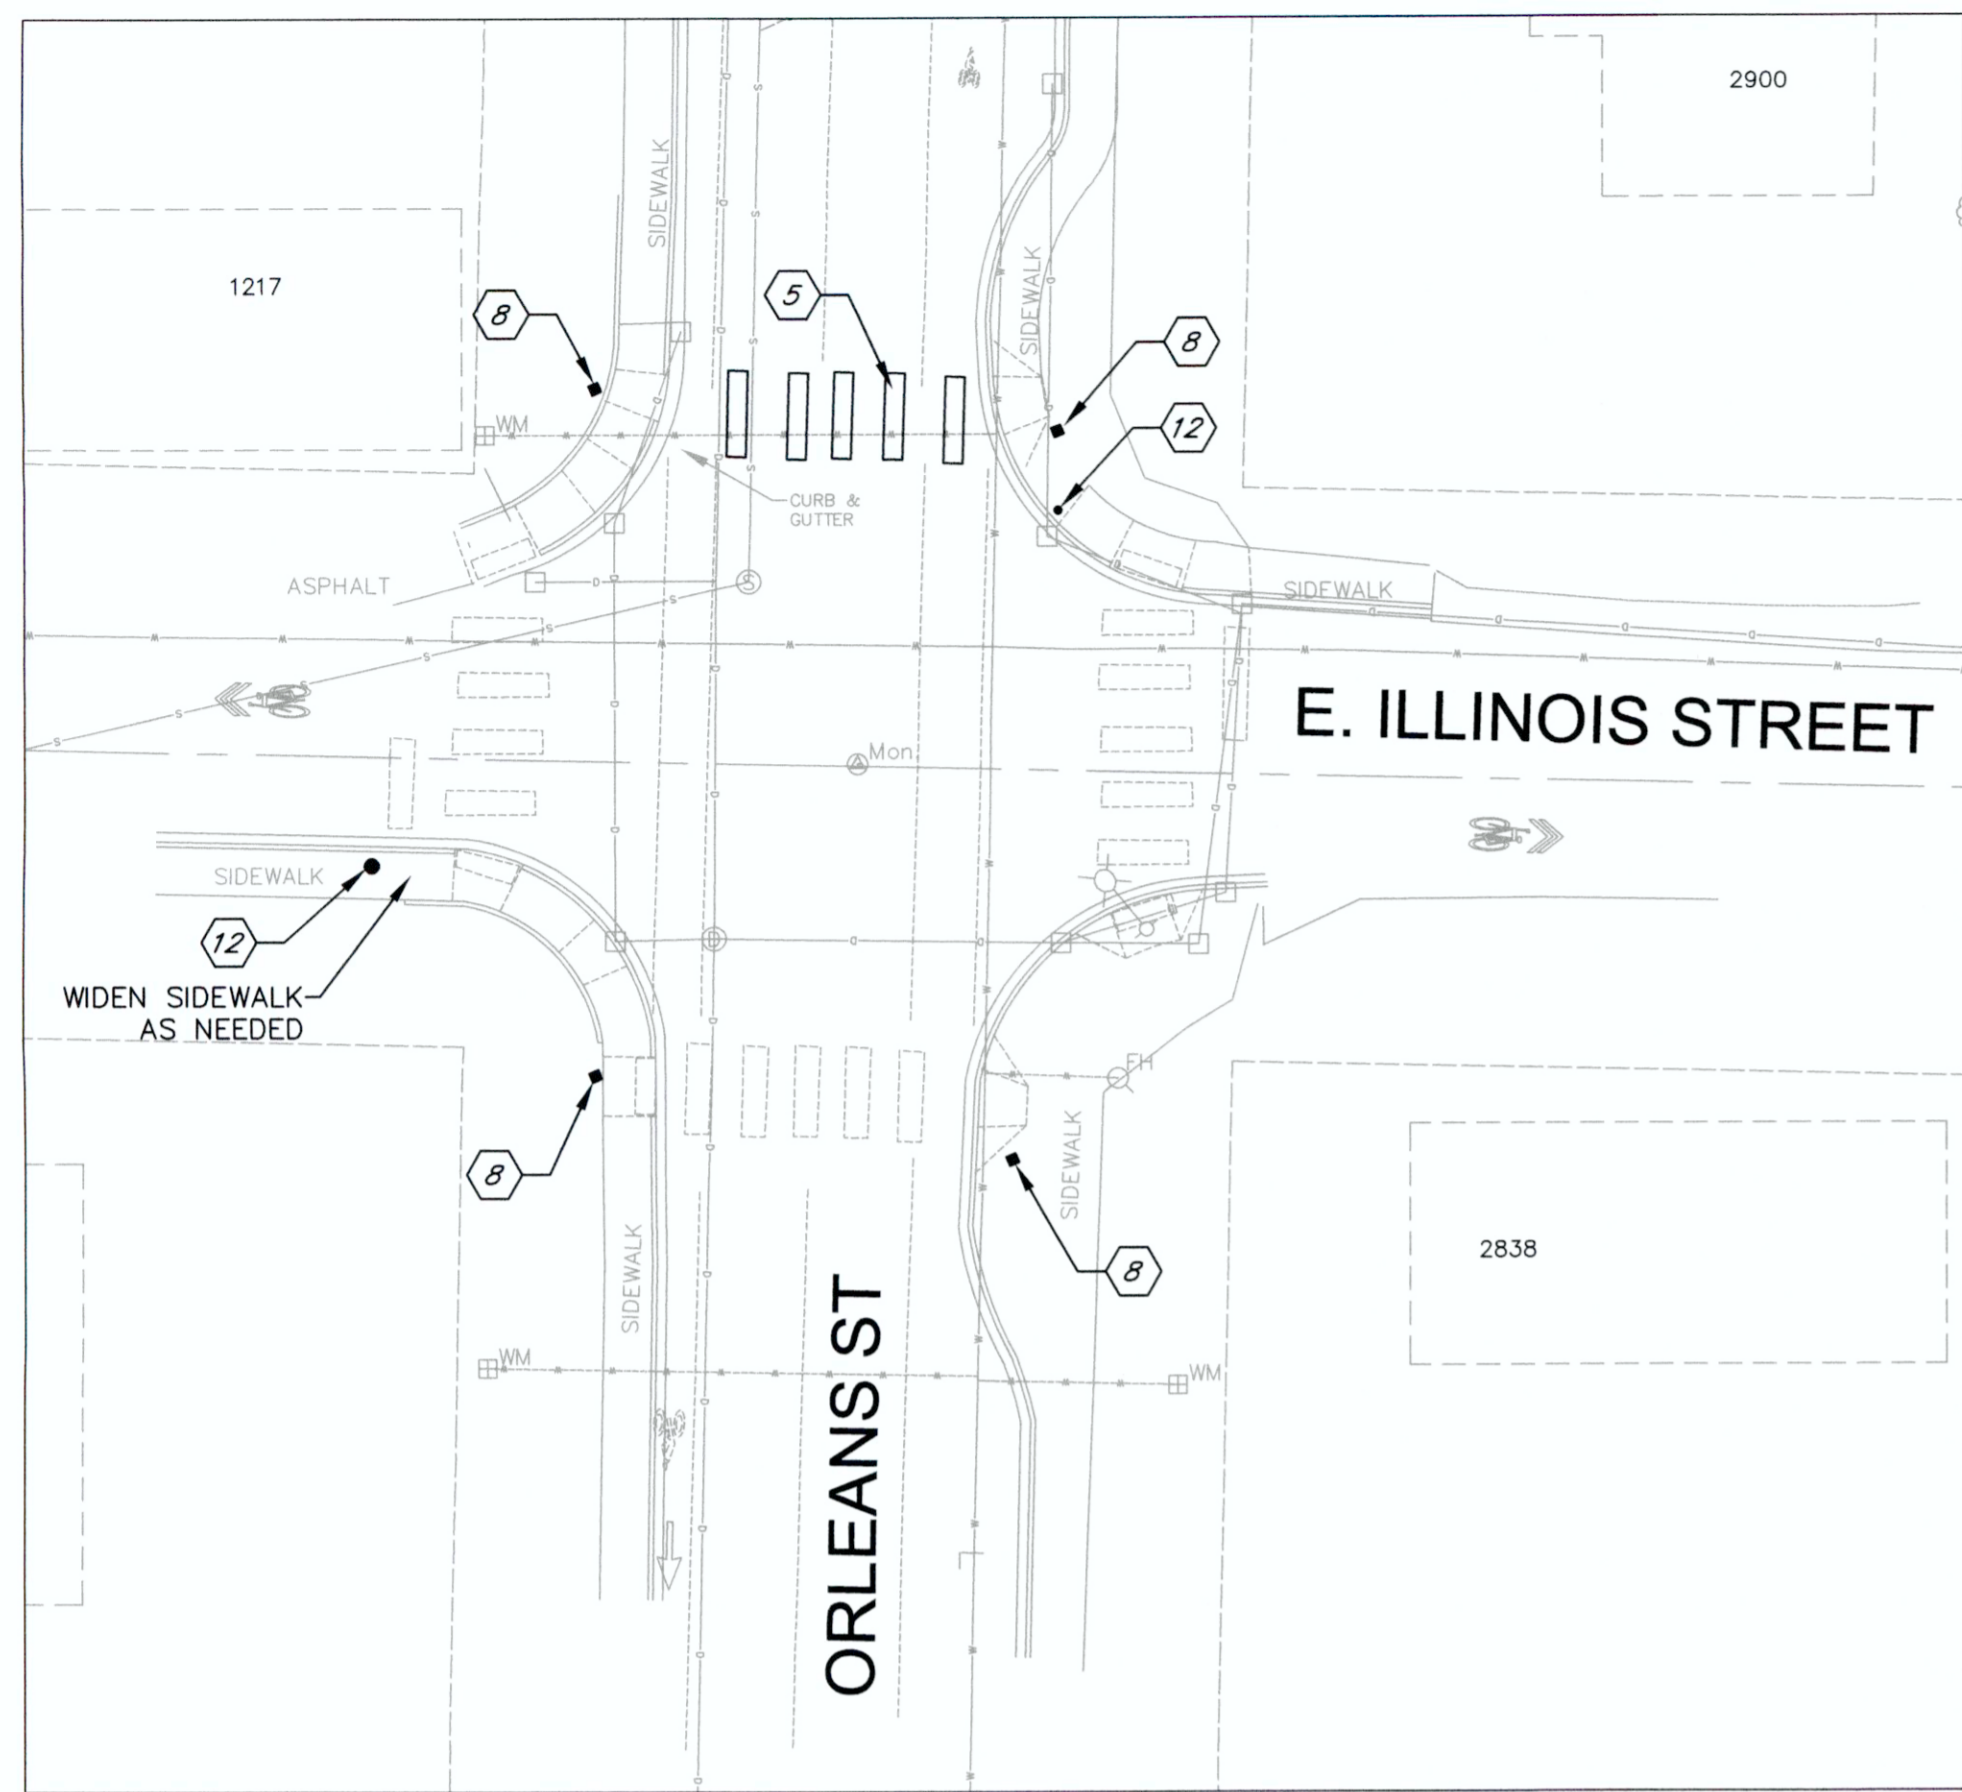 2900
SIDEWALK
1217
SIDEWALK
5
8
8
12
WM
CURB &
GUTTER
ASPHALT
SIDEWALK
E. ILLINOIS STREET
Mon
SIDEWALK
12
WIDEN SIDEWALK
AS NEEDED
FH
SIDEWALK
8
8
2838
SIDEWALK
ORLEANS ST
WM
WM